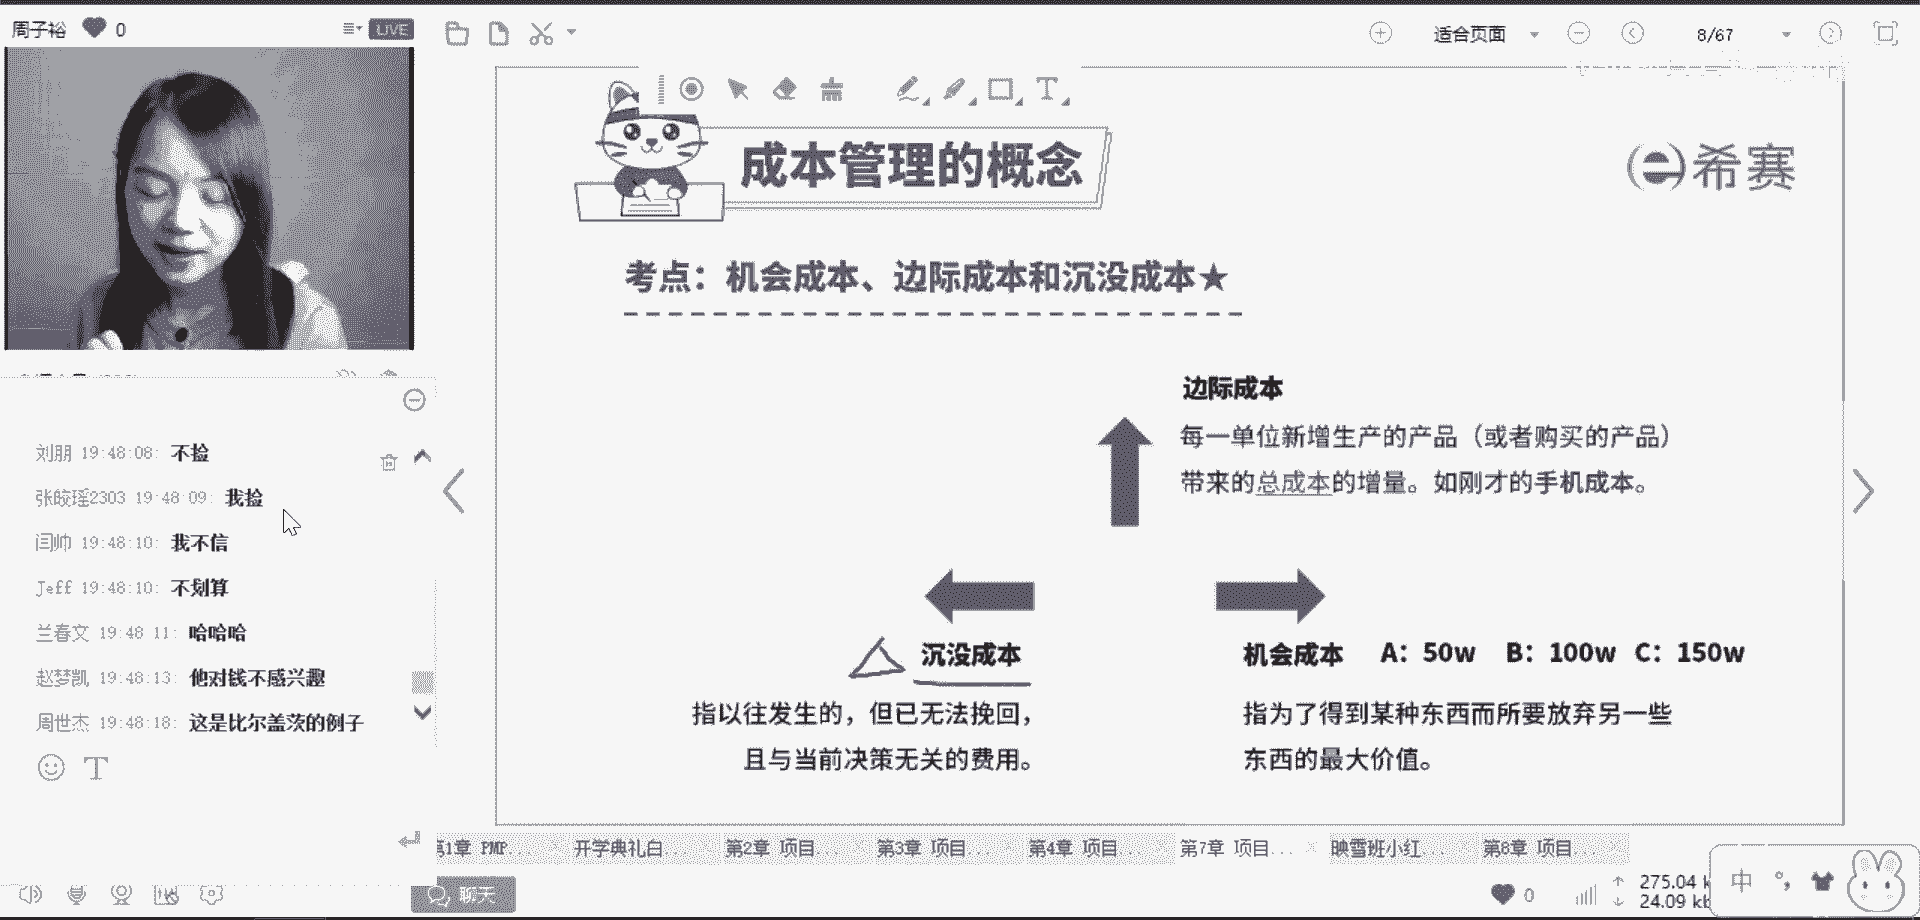 周子裕 0 LIVE
适合页面 8/67
成本管理的概念
希赛
考点：机会成本、边际成本和沉没成本★
边际成本
每一单位新增生产的产品（或者购买的产品）
带来的总成本的增量。如刚才的手机成本。
沉没成本
指以往发生的，但已无法挽回，
且与当前决策无关的费用。
机会成本 A：50w B：100w C：150w
指为了得到某种东西而所要放弃另一些
东西的最大价值。
刘朋 19:48:08: 不捡
张皎瑶2303 19:48:09: 我捡
闫帅 19:48:10: 我不信
Jeff 19:48:10: 不划算
兰春文 19:48:11: 哈哈哈
赵梦凯 19:48:13: 他对钱不感兴趣
周世杰 19:48:18: 这是比尔盖茨的例子
第1章 PMP... 开学典礼白... 第2章 项目... 第3章 项目... 第4章 项目... 第7章 项目... 映雪班小红... 第8章 项目...
聊天
0
275.04 k
24.09 kb
中